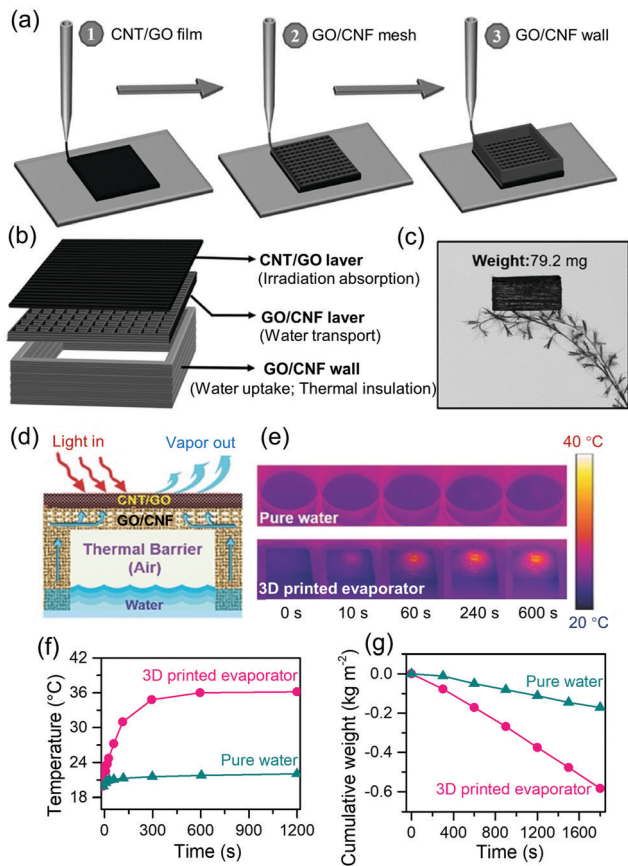 (a)
1 CNT/GO film
2 GO/CNF mesh
3 GO/CNF wall
(b)
CNT/GO laver
(Irradiation absorption)
GO/CNF laver
(Water transport)
GO/CNF wall
(Water uptake; Thermal insulation)
(c)
Weight:79.2 mg
(d)
Light in
Vapor out
CNT/GO
GO/CNF
Thermal Barrier
(Air)
Water
(e)
40 °C
Pure water
3D printed evaporator
0 s 10 s 60 s 240 s 600 s
20 °C
(f)
Temperature (°C)
36
30
24
18
3D printed evaporator
Pure water
0 300 600 900 1200
Time (s)
(g)
Cumulative weight (kg m-2)
0.0
-0.2
-0.4
-0.6
Pure water
3D printed evaporator
0 400 800 1200 1600
Time (s)